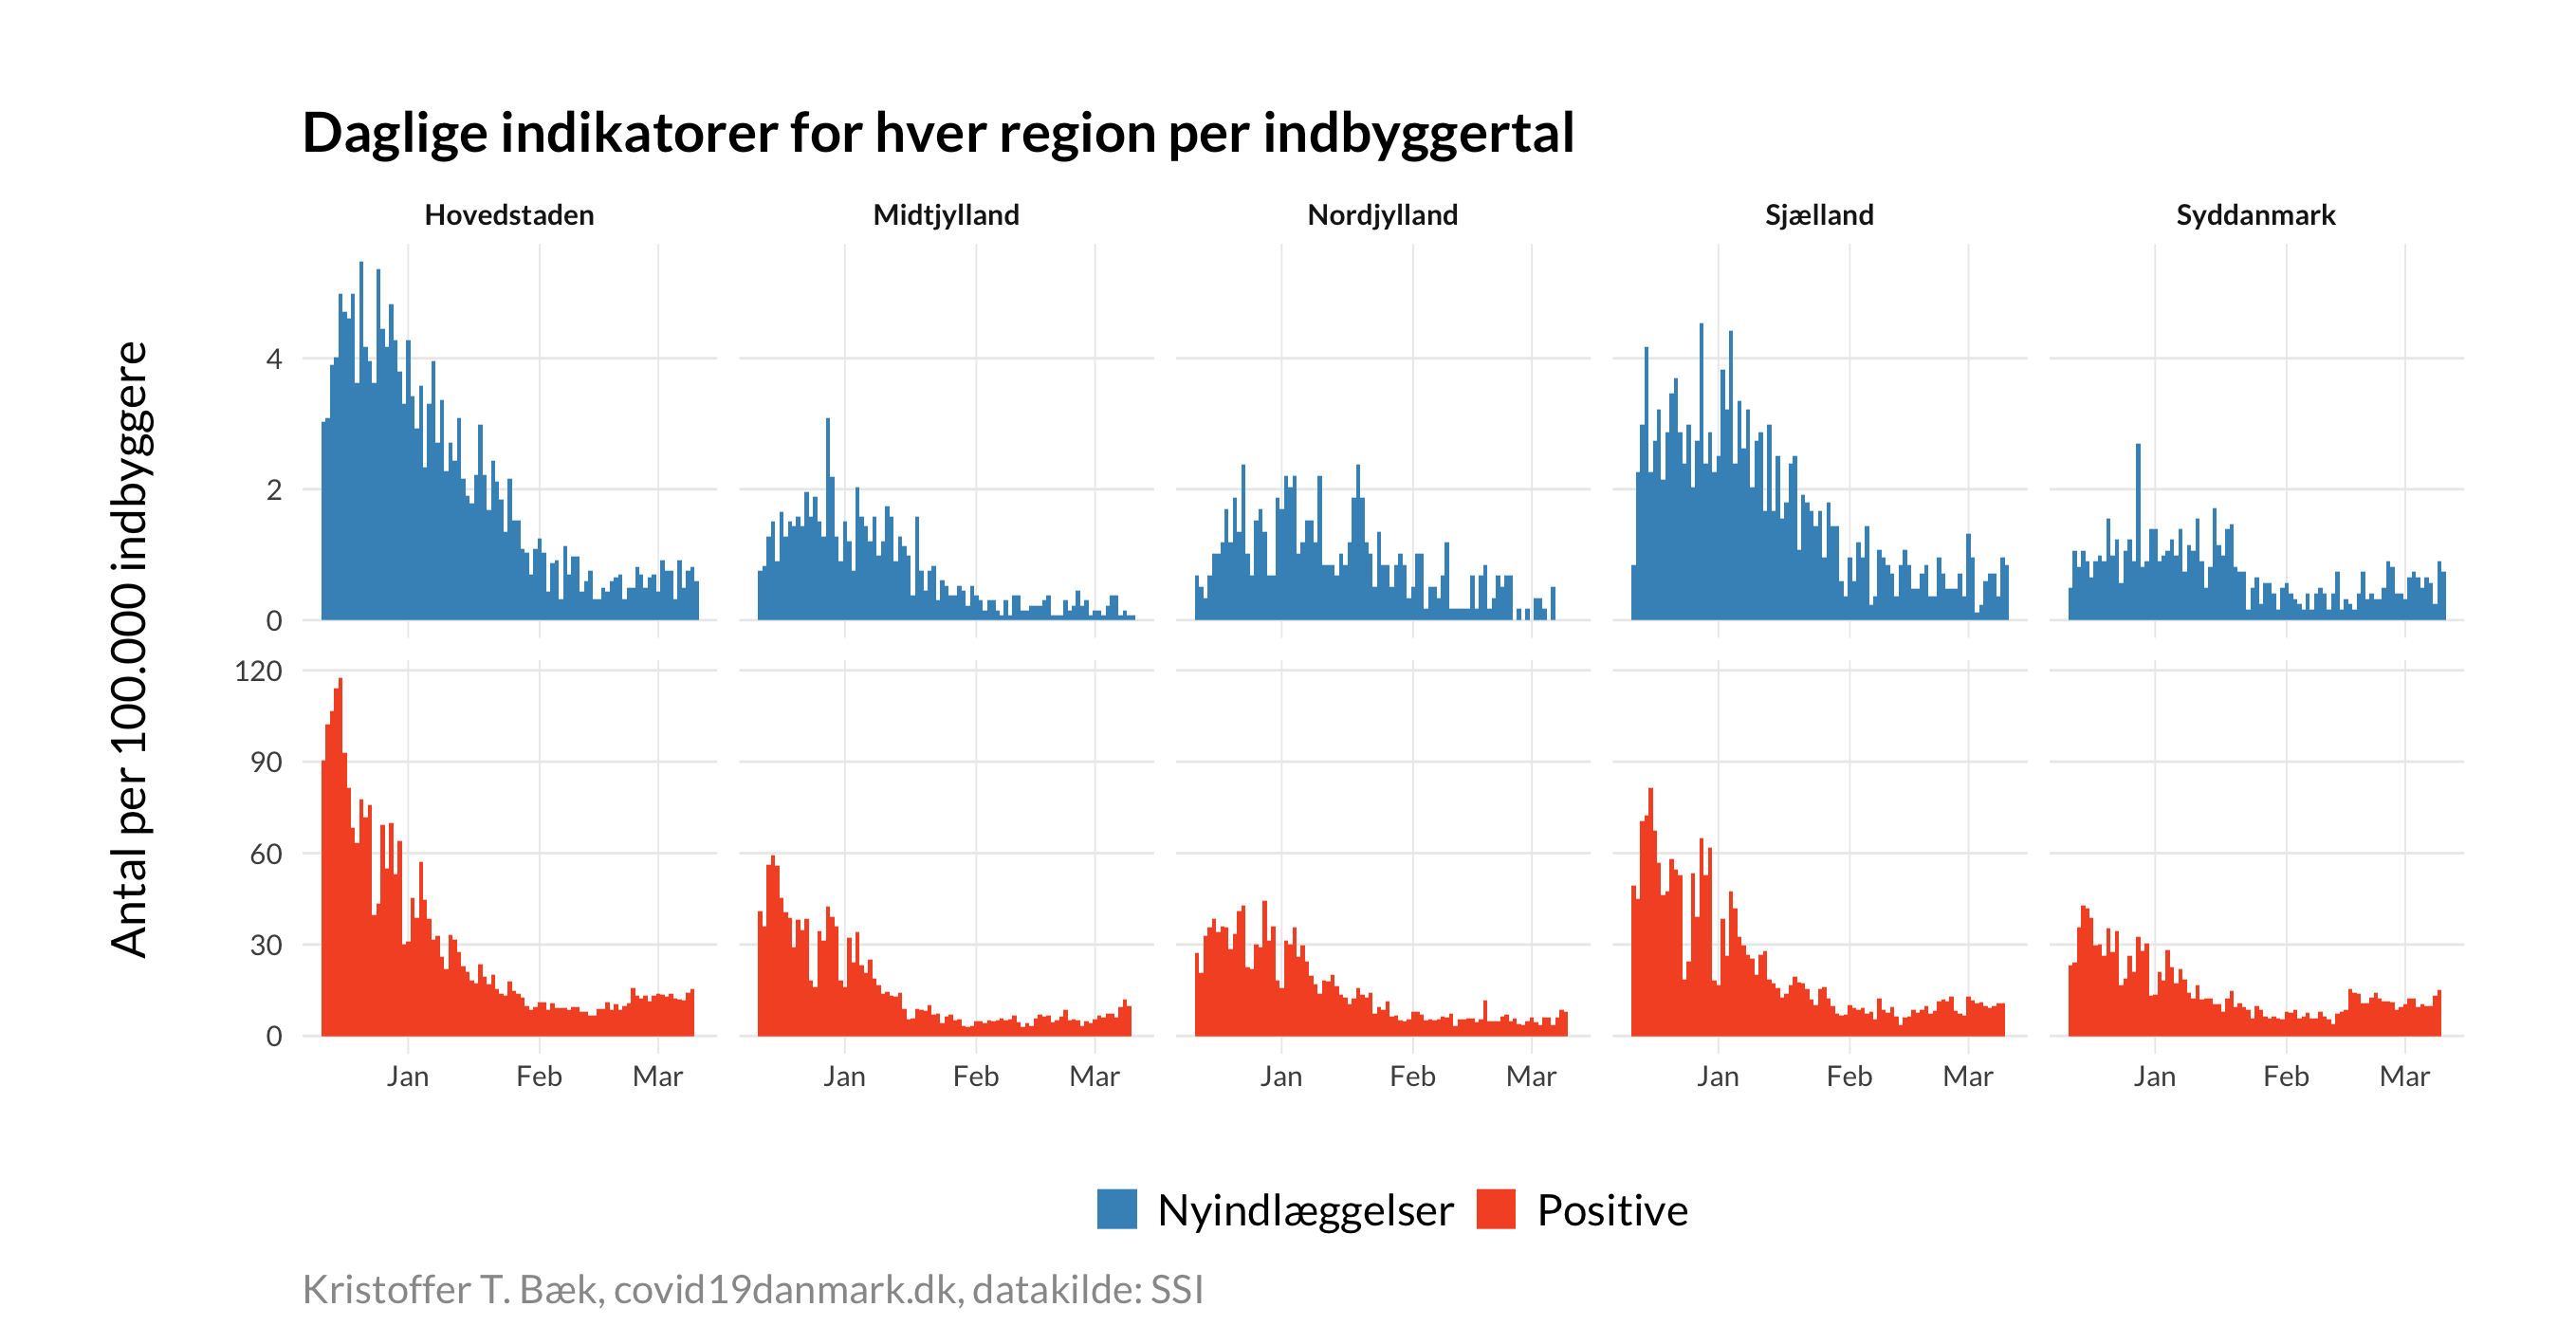 Daglige indikatorer for hver region per indbyggertal
Hovedstaden Midtjylland Nordjylland Sjælland Syddanmark
Antal per 100.000 indbyggere
4
2
0
120
90
60
30
0
Jan Feb Mar Jan Feb Mar Jan Feb Mar Jan Feb Mar Jan Feb Mar
Nyindlæggelser Positive
Kristoffer T. Bæk, covid19danmark.dk, datakilde: SSI